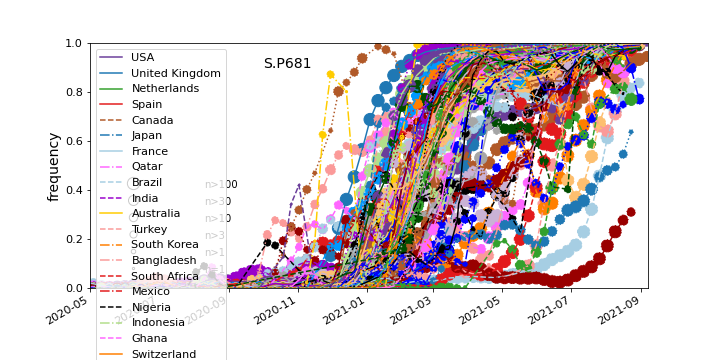 S.P681
frequency
1.0
0.8
0.6
0.4
0.2
0.0
USA
United Kingdom
Netherlands
Spain
Canada
Japan
France
Qatar
Brazil
India
Australia
Turkey
South Korea
Bangladesh
South Africa
Mexico
Nigeria
Indonesia
Ghana
Switzerland
n>100
n>30
n>10
n>3
n>1
2020-05
2020-09
2020-11
2021-01
2021-03
2021-05
2021-07
2021-09